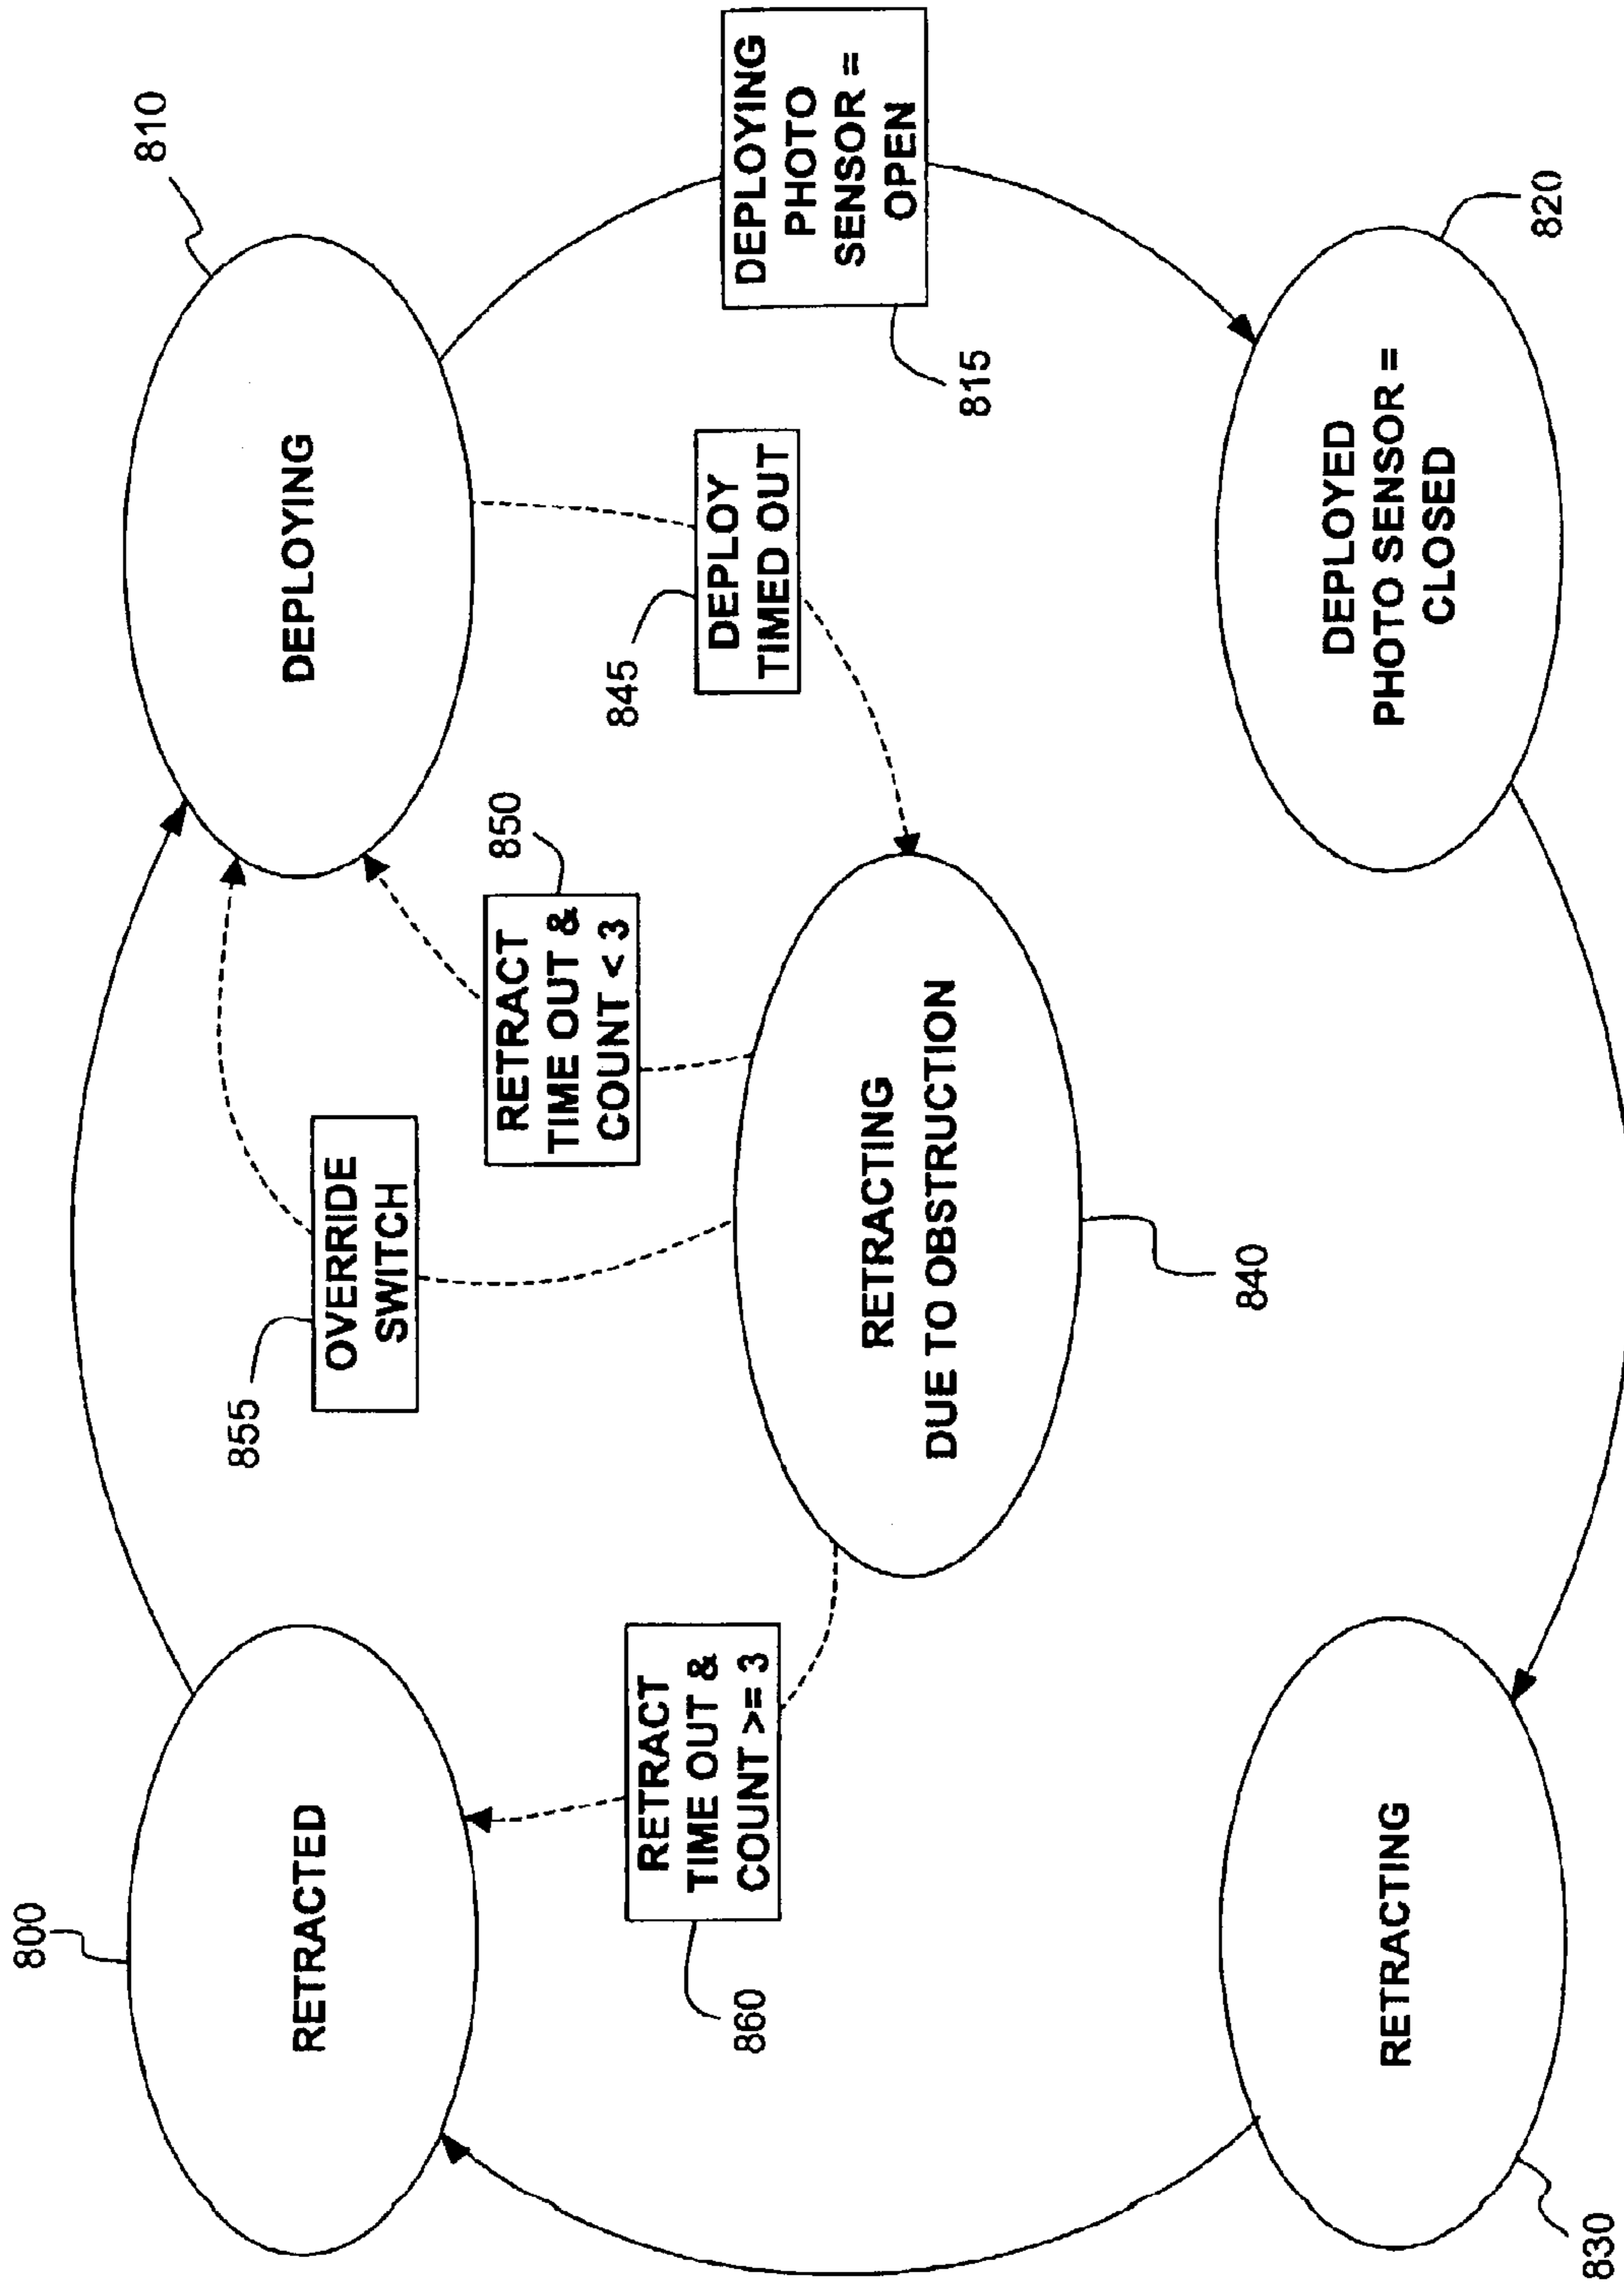 800
RETRACTED
810
DEPLOYING
855
OVERRIDE
SWITCH
850
RETRACT
TIME OUT &
COUNT < 3
860
RETRACT
TIME OUT &
COUNT >= 3
845
DEPLOY
TIMED OUT
DEPLOYING
PHOTO
SENSOR =
OPEN
815
RETRACTING
DUE TO OBSTRUCTION
840
RETRACTING
830
DEPLOYED
PHOTO SENSOR =
CLOSED
820